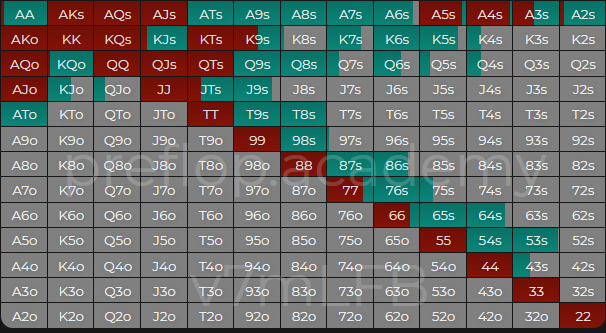 AA AKs AQs AJs ATs A9s A8s A7s A6s A5s A4s A3s A2s
AKo KK KQs KJs KTs K9s K8s K7s K6s K5s K4s K3s K2s
AQo KQo QQ QJs QTs Q9s Q8s Q7s Q6s Q5s Q4s Q3s Q2s
AJo KJo QJo JJ JTs J9s J8s J7s J6s J5s J4s J3s J2s
ATo KTo QTo JTo TT T9s T8s T7s T6s T5s T4s T3s T2s
A9o K9o Q9o J9o T9o 99 98s 97s 96s 95s 94s 93s 92s
A8o K8o Q8o J8o T8o 98o 88 87s 86s 85s 84s 83s 82s
preflop.academy
A7o K7o Q7o J7o T7o 97o 87o 77 76s 75s 74s 73s 72s
A6o K6o Q6o J6o T6o 96o 86o 76o 66 65s 64s 63s 62s
A5o K5o Q5o J5o T5o 95o 85o 75o 65o 55 54s 53s 52s
A4o K4o Q4o J4o T4o 94o 84o 74o 64o 54o 44 43s 42s
v7mLFB
A3o K3o Q3o J3o T3o 93o 83o 73o 63o 53o 43o 33 32s
A2o K2o Q2o J2o T2o 92o 82o 72o 62o 52o 42o 32o 22